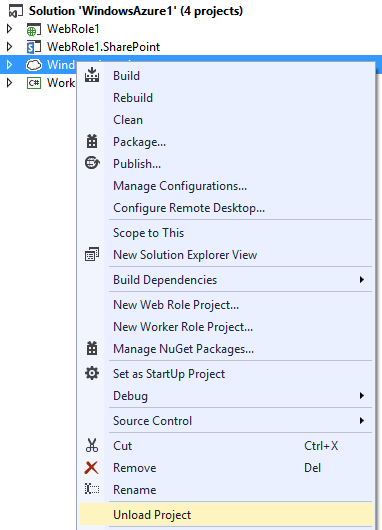 Solution 'WindowsAzure1' (4 projects)
WebRole1
WebRole1.SharePoint
Build
Rebuild
Clean
Package...
Publish...
Manage Configurations...
Configure Remote Desktop...
Scope to This
New Solution Explorer View
Build Dependencies
New Web Role Project...
New Worker Role Project...
Manage NuGet Packages...
Set as StartUp Project
Debug
Source Control
Cut Ctrl+X
Remove Del
Rename
Unload Project